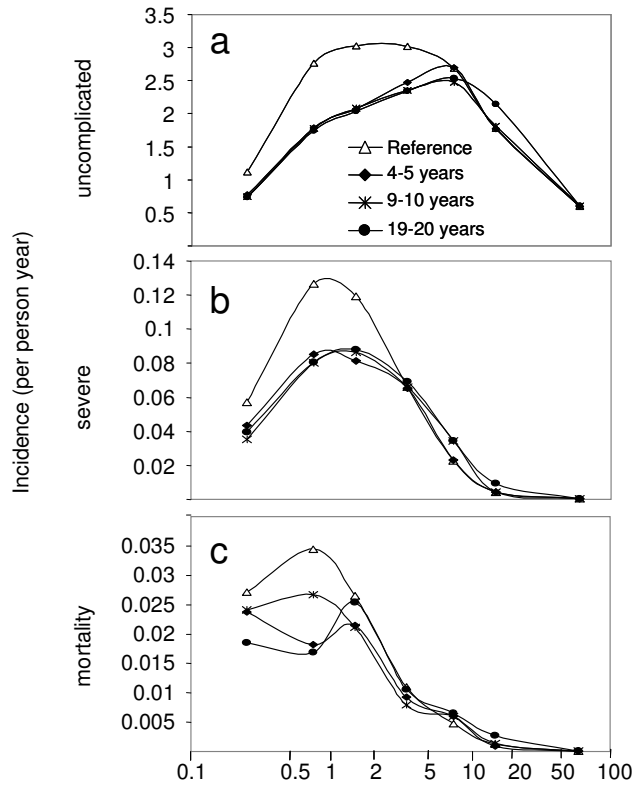 3.5
3
2.5
2
1.5
1
0.5
a
uncomplicated
Reference
4-5 years
9-10 years
19-20 years
Incidence (per person year)
0.14
0.12
0.1
0.08
0.06
0.04
0.02
b
severe
0.035
0.03
0.025
0.02
0.015
0.01
0.005
c
mortality
0.1 0.5 1 2 5 10 20 50 100